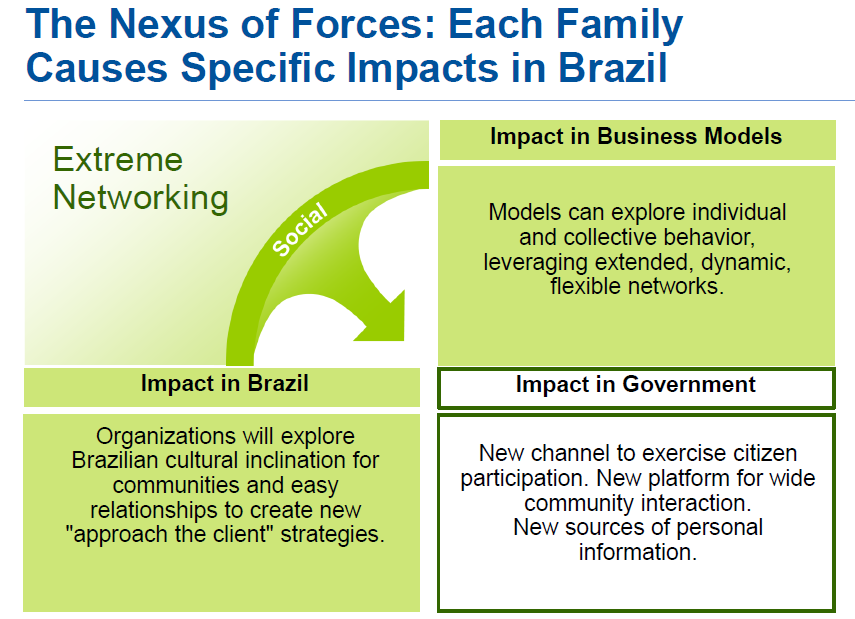 The Nexus of Forces: Each Family
Causes Specific Impacts in Brazil
Extreme
Networking
Social
Impact in Business Models
Models can explore individual
and collective behavior,
leveraging extended, dynamic,
flexible networks.
Impact in Brazil
Organizations will explore
Brazilian cultural inclination for
communities and easy
relationships to create new
"approach the client" strategies.
Impact in Government
New channel to exercise citizen
participation. New platform for wide
community interaction.
New sources of personal
information.